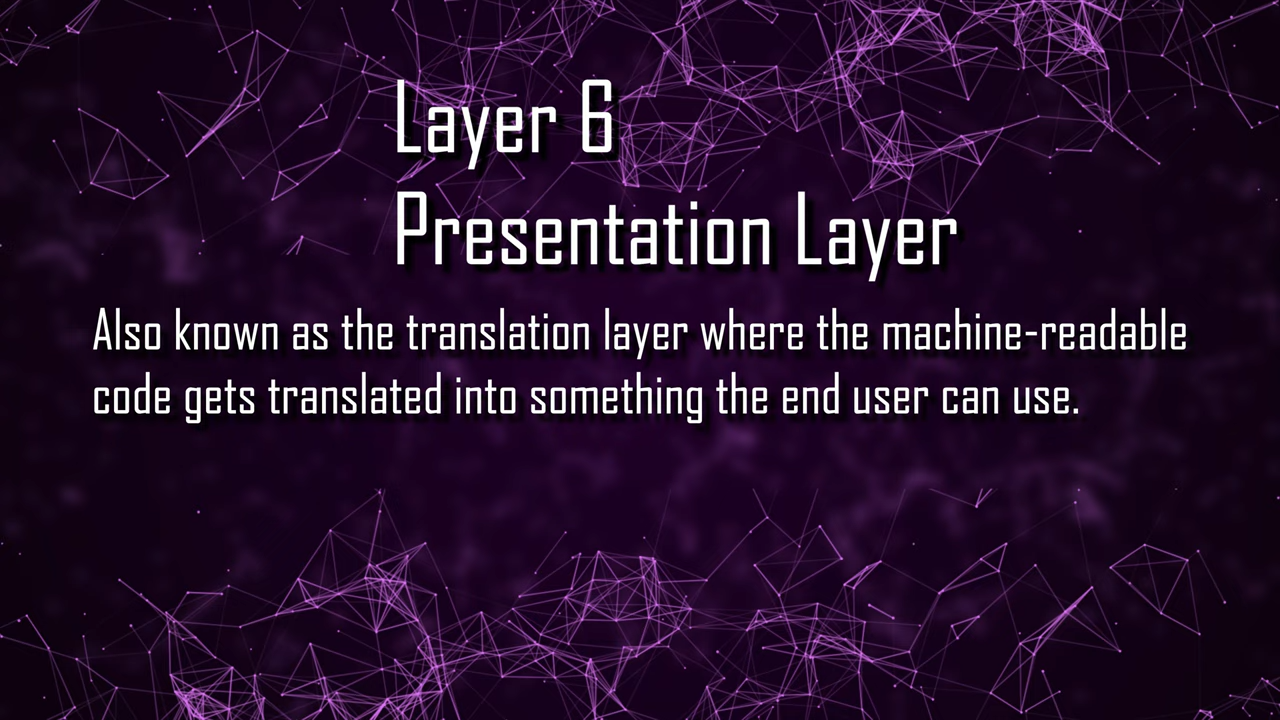 Layer 6
Presentation Layer
Also known as the translation layer where the machine-readable
code gets translated into something the end user can use.